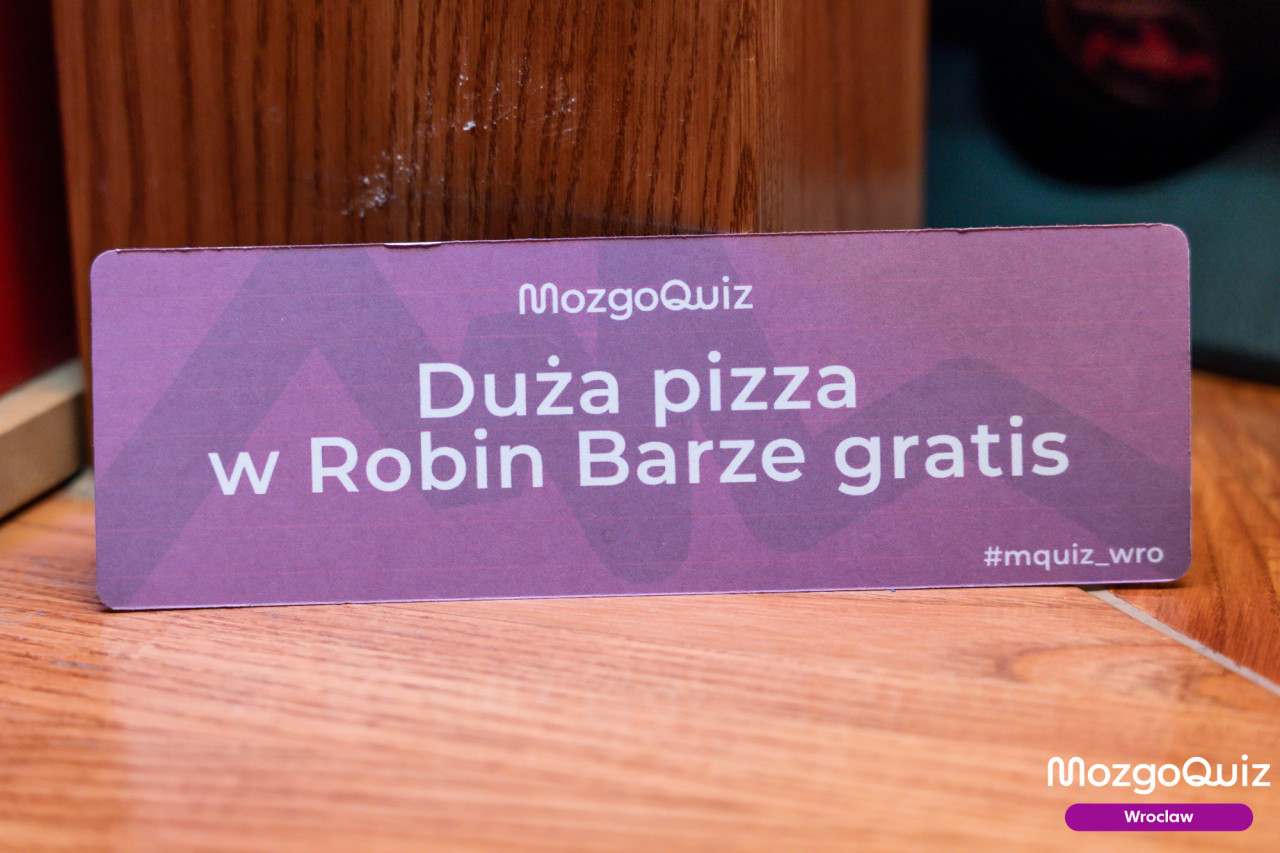 MozgoQuiz
Duża pizza
w Robin Barze gratis
#mquiz_wro
MozgoQuiz
Wroclaw